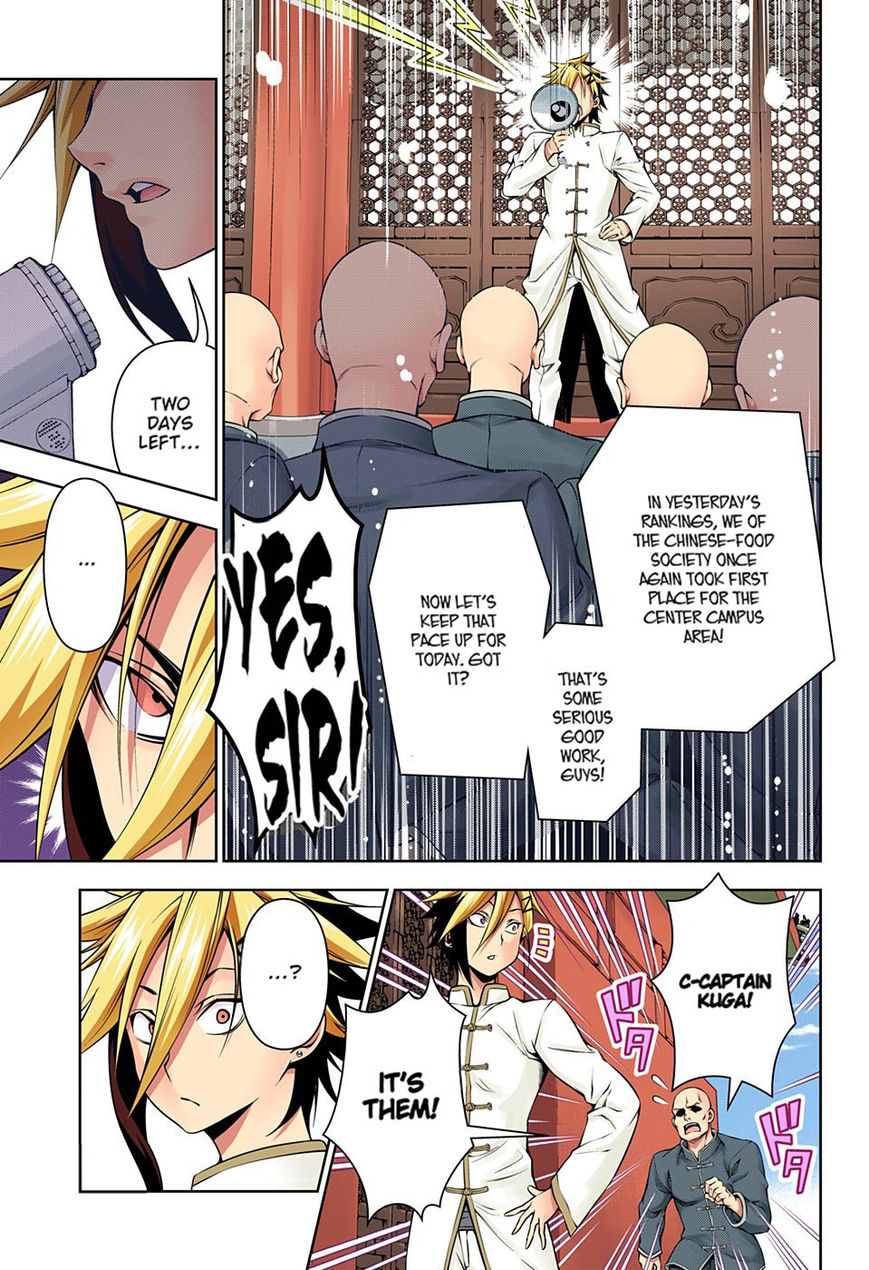 IN YESTERDAY'S
RANKINGS, WE OF
THE CHINESE-FOOD
SOCIETY ONCE
AGAIN TOOK FIRST
PLACE FOR THE
CENTER CAMPUS
AREA!
THAT'S
SOME
SERIOUS
GOOD
WORK,
GUYS!
NOW LET'S
KEEP THAT
PACE UP FOR
TODAY. GOT
IT?
YES,
SIR!
TWO
DAYS
LEFT...
...
C-CAPTAIN
KUGA!
ドドタ
ドドタ
IT'S
THEM!
...?